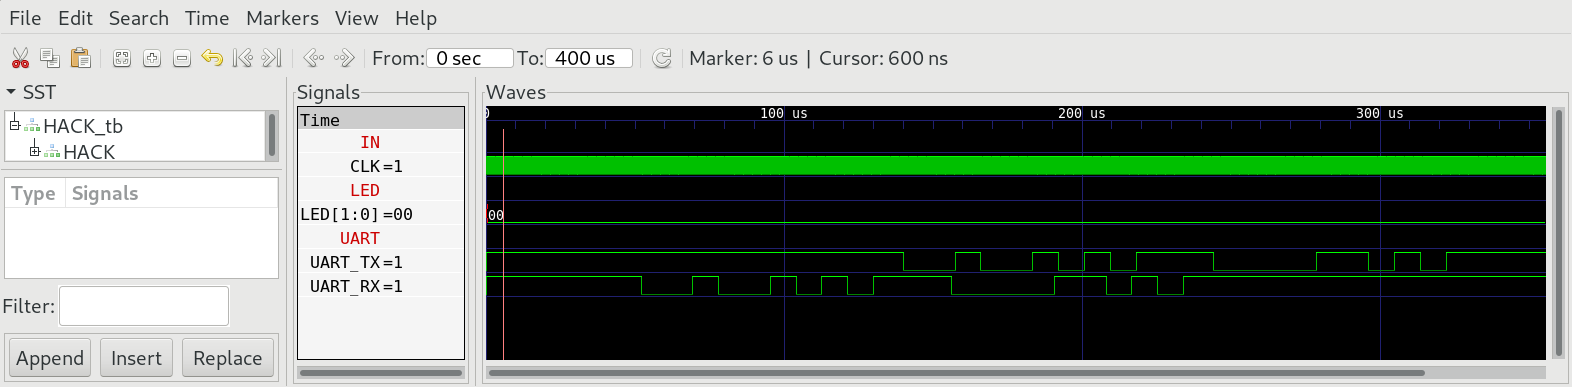 File Edit Search Time Markers View Help
From: 0 sec To: 400 us Marker: 6 us | Cursor: 600 ns
SST
HACK_tb
HACK
Type Signals
Filter:
Append Insert Replace
Signals
Time
IN
CLK=1
LED
LED[1:0]=00
UART
UART_TX=1
UART_RX=1
Waves
0 100 us 200 us 300 us
00